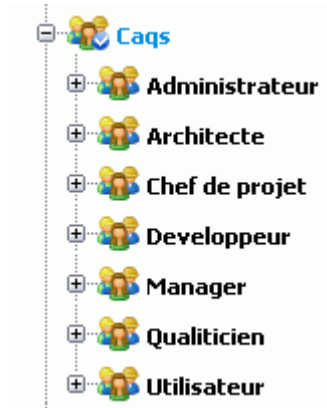 Caqs
Administrateur
Architecte
Chef de projet
Developpeur
Manager
Qualiticien
Utilisateur